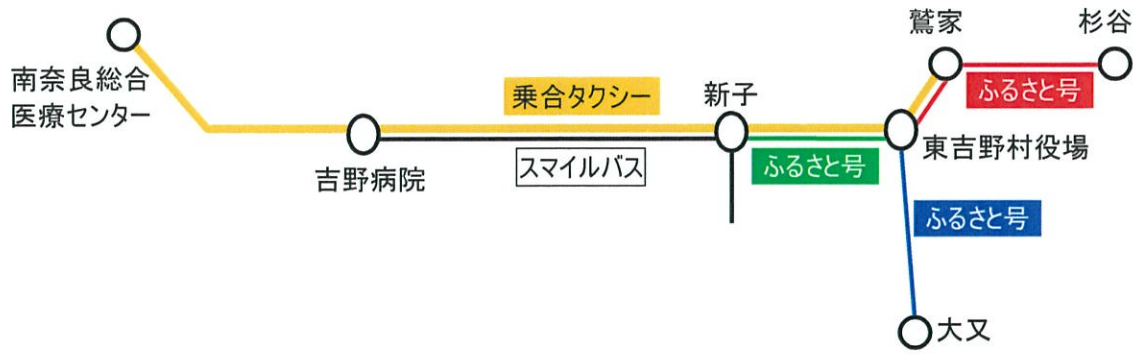 鷲家
杉谷
南奈良総合
医療センター
乗合タクシー
新子
ふるさと号
吉野病院
スマイルバス
ふるさと号
東吉野村役場
ふるさと号
大又